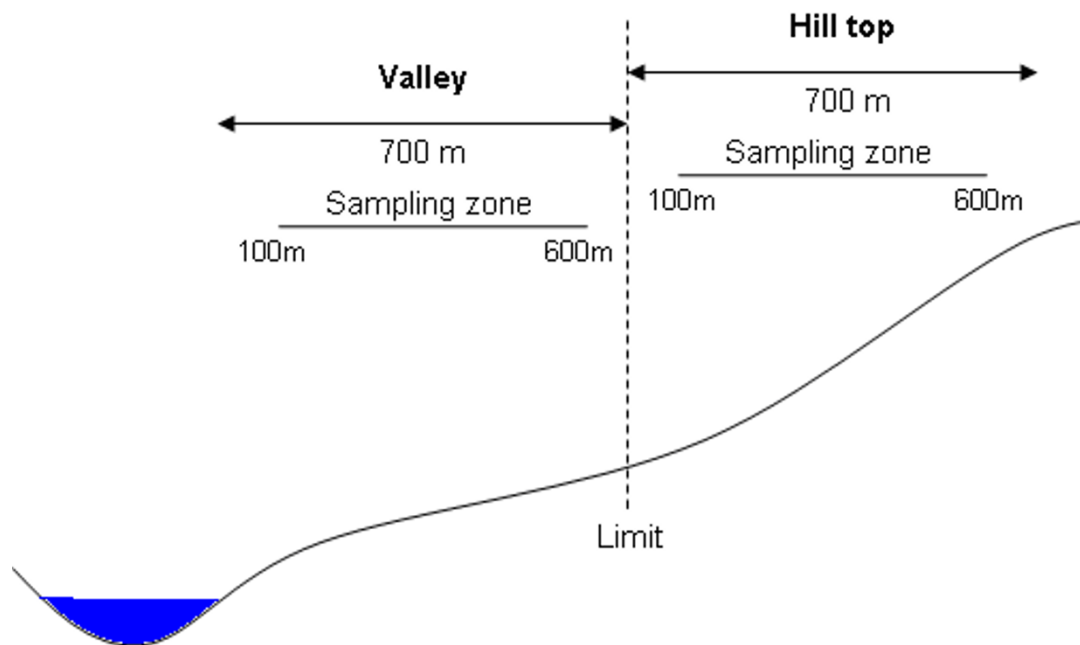 Hill top
700 m
Sampling zone
100m 600m
Valley
700 m
Sampling zone
100m 600m
Limit